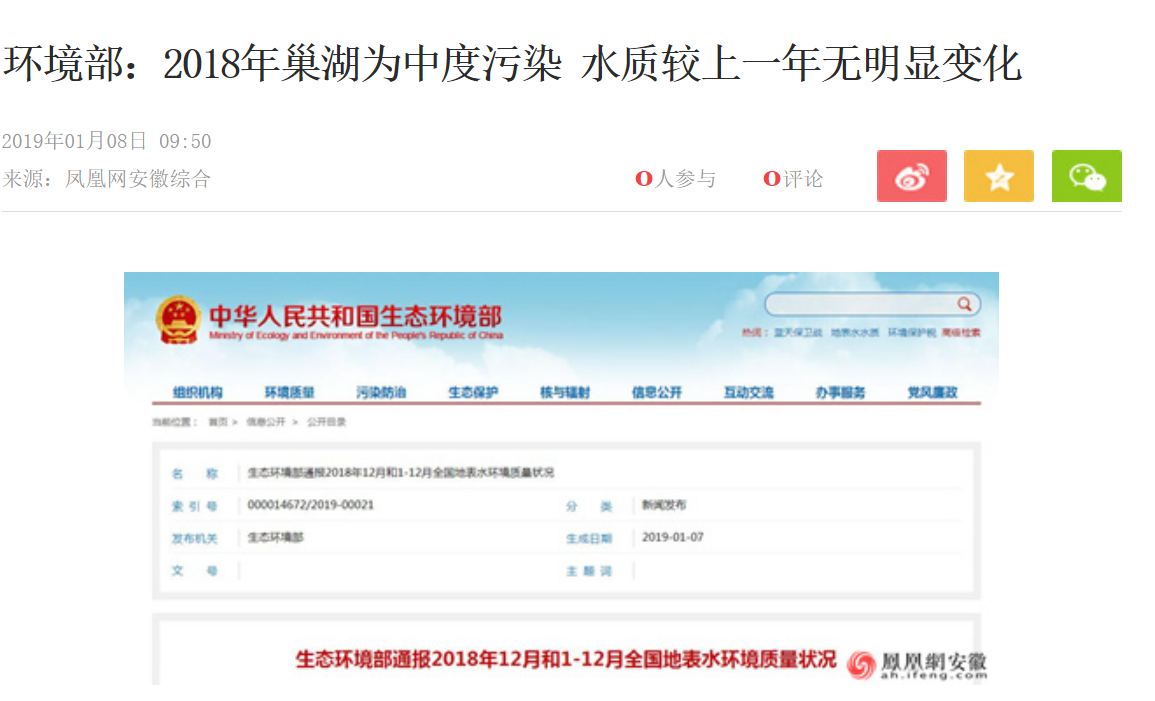 环境部：2018年巢湖为中度污染 水质较上一年无明显变化
2019年01月08日 09:50
来源：凤凰网安徽综合
0人参与 0评论
中华人民共和国生态环境部
Ministry of Ecology and Environment of the People's Republic of China
热词： 蓝天保卫战 地表水水质 环境保护税 高级检索
组织机构 环境质量 污染防治 生态保护 核与辐射 信息公开 互动交流 办事服务 党风廉政
当前位置： 首页 > 信息公开 > 公开目录
名 称 生态环境部通报2018年12月和1-12月全国地表水环境质量状况
索 引 号 000014672/2019-00021 分 类 新闻发布
发布机关 生态环境部 生成日期 2019-01-07
文 号 主 题 词
生态环境部通报2018年12月和1-12月全国地表水环境质量状况
鳳凰網安徽
ah.ifeng.com